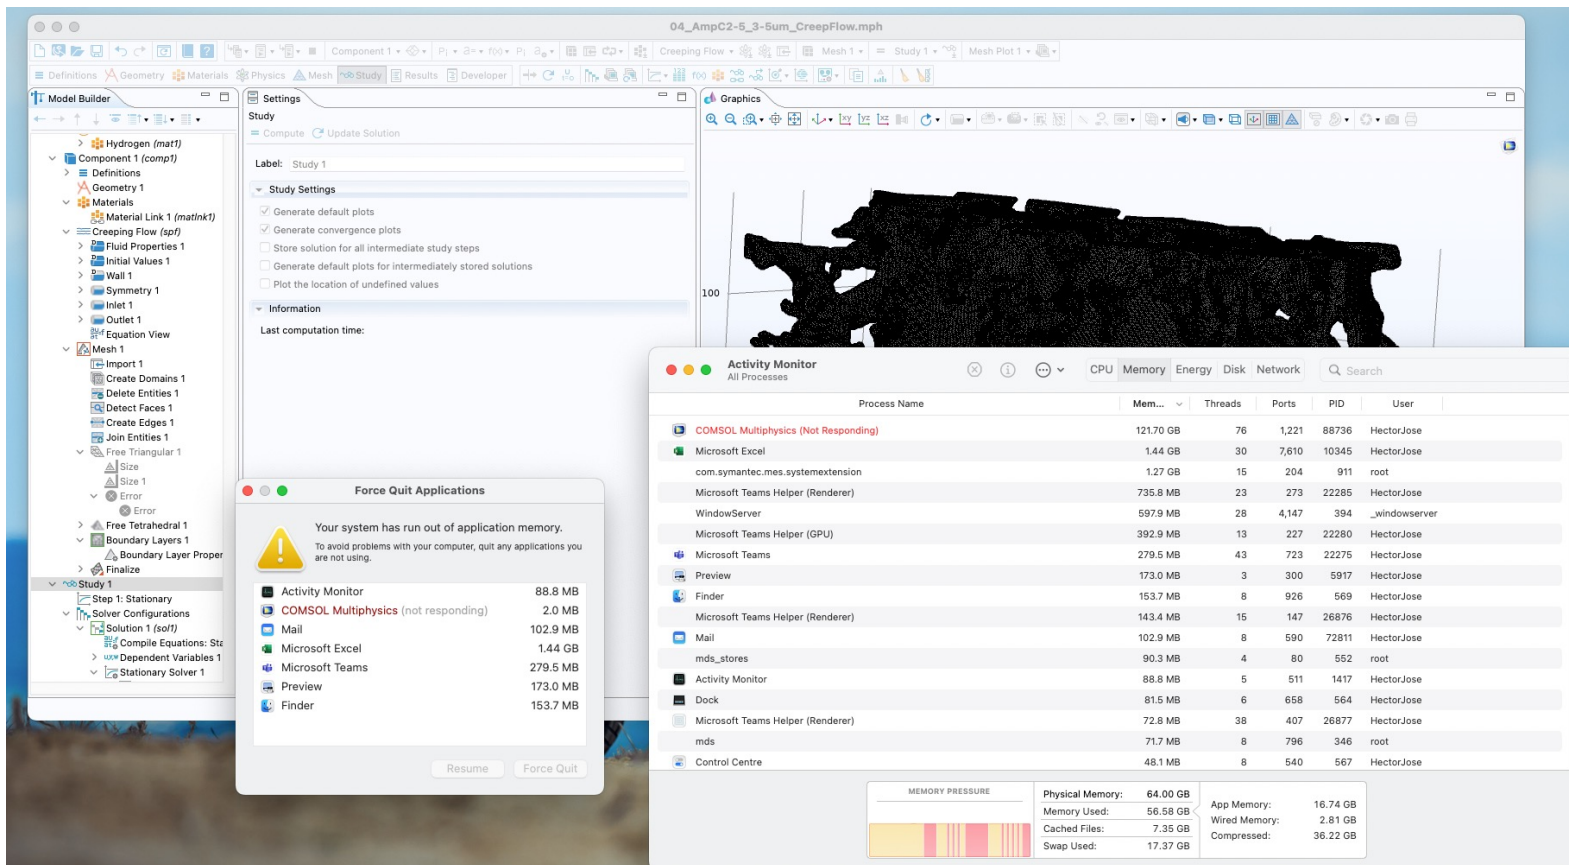 04_AmpC2-5_3-5um_CreepFlow.mph
Component 1
Pi
a=
f(x)
Pi
Creeping Flow
Mesh 1
= Study 1
Mesh Plot 1
Definitions
Geometry
Materials
Physics
Mesh
Study
Results
Developer
Model Builder
Hydrogen (mat1)
Component 1 (comp1)
Definitions
Geometry 1
Materials
Material Link 1 (matlnk1)
Creeping Flow (spf)
Fluid Properties 1
Initial Values 1
Wall 1
Symmetry 1
Inlet 1
Outlet 1
Equation View
Mesh 1
Import 1
Create Domains 1
Delete Entities 1
Detect Faces 1
Create Edges 1
Join Entities 1
Free Triangular 1
Size
Size 1
Error
Error
Free Tetrahedral 1
Boundary Layers 1
Boundary Layer Proper
Finalize
Study 1
Step 1: Stationary
Solver Configurations
Solution 1 (sol1)
Compile Equations: Sta
Dependent Variables 1
Stationary Solver 1
Settings
Study
= Compute
Update Solution
Label: Study 1
Study Settings
Generate default plots
Generate convergence plots
Store solution for all intermediate study steps
Generate default plots for intermediately stored solutions
Plot the location of undefined values
Information
Last computation time:
Graphics
xy
yz
xz
100
Force Quit Applications
Your system has run out of application memory.
To avoid problems with your computer, quit any applications you
are not using.
Activity Monitor 88.8 MB
COMSOL Multiphysics (not responding) 2.0 MB
Mail 102.9 MB
Microsoft Excel 1.44 GB
Microsoft Teams 279.5 MB
Preview 173.0 MB
Finder 153.7 MB
Resume
Force Quit
Activity Monitor
All Processes
CPU Memory Energy Disk Network
Search
Process Name Mem... Threads Ports PID User
COMSOL Multiphysics (Not Responding) 121.70 GB 76 1,221 88736 HectorJose
Microsoft Excel 1.44 GB 30 7,610 10345 HectorJose
com.symantec.mes.systemextension 1.27 GB 15 204 911 root
Microsoft Teams Helper (Renderer) 735.8 MB 23 273 22285 HectorJose
WindowServer 597.9 MB 28 4,147 394 _windowserver
Microsoft Teams Helper (GPU) 392.9 MB 13 227 22280 HectorJose
Microsoft Teams 279.5 MB 43 723 22275 HectorJose
Preview 173.0 MB 3 300 5917 HectorJose
Finder 153.7 MB 8 926 569 HectorJose
Microsoft Teams Helper (Renderer) 143.4 MB 15 147 26876 HectorJose
Mail 102.9 MB 8 590 72811 HectorJose
mds_stores 90.3 MB 4 80 552 root
Activity Monitor 88.8 MB 5 511 1417 HectorJose
Dock 81.5 MB 6 658 564 HectorJose
Microsoft Teams Helper (Renderer) 72.8 MB 38 407 26877 HectorJose
mds 71.7 MB 8 796 346 root
Control Centre 48.1 MB 8 540 567 HectorJose
MEMORY PRESSURE
Physical Memory: 64.00 GB
Memory Used: 56.58 GB
Cached Files: 7.35 GB
Swap Used: 17.37 GB
App Memory: 16.74 GB
Wired Memory: 2.81 GB
Compressed: 36.22 GB